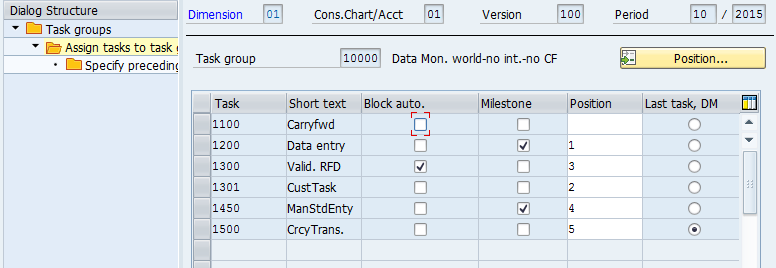 Dialog Structure
Task groups
Assign tasks to task g
Specify preceding
Dimension 01 Cons.Chart/Acct 01 Version 100 Period 10 / 2015
Task group 10000 Data Mon. world-no int.-no CF Position...
Task Short text Block auto. Milestone Position Last task, DM
1100 Carryfwd
1200 Data entry 1
1300 Valid. RFD 3
1301 CustTask 2
1450 ManStdEnty 4
1500 CrcyTrans. 5